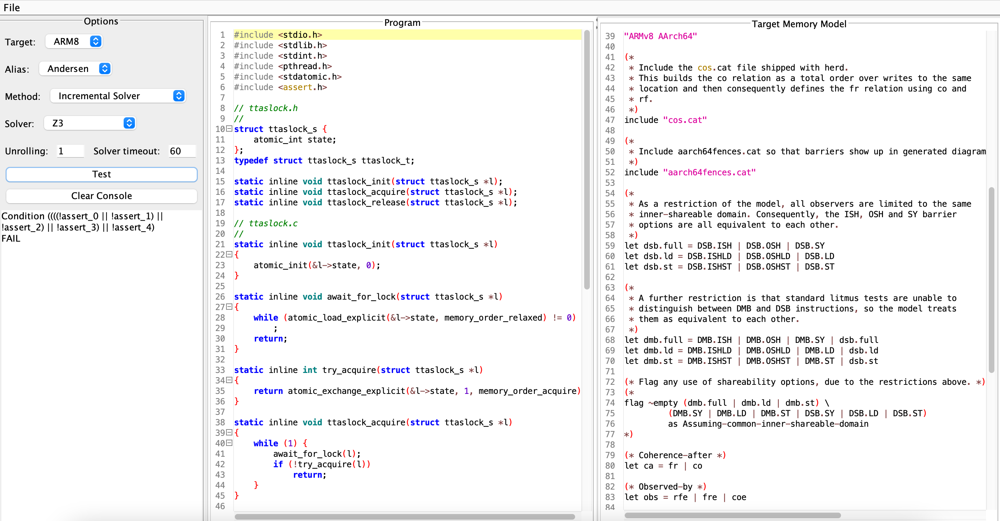 File
Options
Target: ARM8
Alias: Andersen
Method: Incremental Solver
Solver: Z3
Unrolling: 1 Solver timeout: 60
Test
Clear Console
Condition ((((!assert_0 || !assert_1) ||
!assert_2) || !assert_3) || !assert_4)
FAIL
Program
1 #include <stdio.h>
2 #include <stdlib.h>
3 #include <stdint.h>
4 #include <pthread.h>
5 #include <stdatomic.h>
6 #include <assert.h>
7
8 // ttaslock.h
9 //
10 struct ttaslock_s {
11 atomic_int state;
12 };
13 typedef struct ttaslock_s ttaslock_t;
14
15 static inline void ttaslock_init(struct ttaslock_s *l);
16 static inline void ttaslock_acquire(struct ttaslock_s *l);
17 static inline void ttaslock_release(struct ttaslock_s *l);
18
19 // ttaslock.c
20 //
21 static inline void ttaslock_init(struct ttaslock_s *l)
22 {
23 atomic_init(&l->state, 0);
24 }
25
26 static inline void await_for_lock(struct ttaslock_s *l)
27 {
28 while (atomic_load_explicit(&l->state, memory_order_relaxed) != 0)
29 ;
30 return;
31 }
32
33 static inline int try_acquire(struct ttaslock_s *l)
34 {
35 return atomic_exchange_explicit(&l->state, 1, memory_order_acquire)
36 }
37
38 static inline void ttaslock_acquire(struct ttaslock_s *l)
39 {
40 while (1) {
41 await_for_lock(l);
42 if (!try_acquire(l))
43 return;
44 }
45 }
46
Target Memory Model
39 "ARMv8 AArch64"
40
41 (*
42 * Include the cos.cat file shipped with herd.
43 * This builds the co relation as a total order over writes to the same
44 * location and then consequently defines the fr relation using co and
45 * rf.
46 *)
47 include "cos.cat"
48
49 (*
50 * Include aarch64fences.cat so that barriers show up in generated diagram
51 *)
52 include "aarch64fences.cat"
53
54 (*
55 * As a restriction of the model, all observers are limited to the same
56 * inner-shareable domain. Consequently, the ISH, OSH and SY barrier
57 * options are all equivalent to each other.
58 *)
59 let dsb.full = DSB.ISH | DSB.OSH | DSB.SY
60 let dsb.ld = DSB.ISHLD | DSB.OSHLD | DSB.LD
61 let dsb.st = DSB.ISHST | DSB.OSHST | DSB.ST
62
63 (*
64 * A further restriction is that standard litmus tests are unable to
65 * distinguish between DMB and DSB instructions, so the model treats
66 * them as equivalent to each other.
67 *)
68 let dmb.full = DMB.ISH | DMB.OSH | DMB.SY | dsb.full
69 let dmb.ld = DMB.ISHLD | DMB.OSHLD | DMB.LD | dsb.ld
70 let dmb.st = DMB.ISHST | DMB.OSHST | DMB.ST | dsb.st
71
72 (* Flag any use of shareability options, due to the restrictions above. *)
73 (*
74 flag ~empty (dmb.full | dmb.ld | dmb.st) \
75 (DMB.SY | DMB.LD | DMB.ST | DSB.SY | DSB.LD | DSB.ST)
76 as Assuming-common-inner-shareable-domain
77 *)
78
79 (* Coherence-after *)
80 let ca = fr | co
81
82 (* Observed-by *)
83 let obs = rfe | fre | coe
84